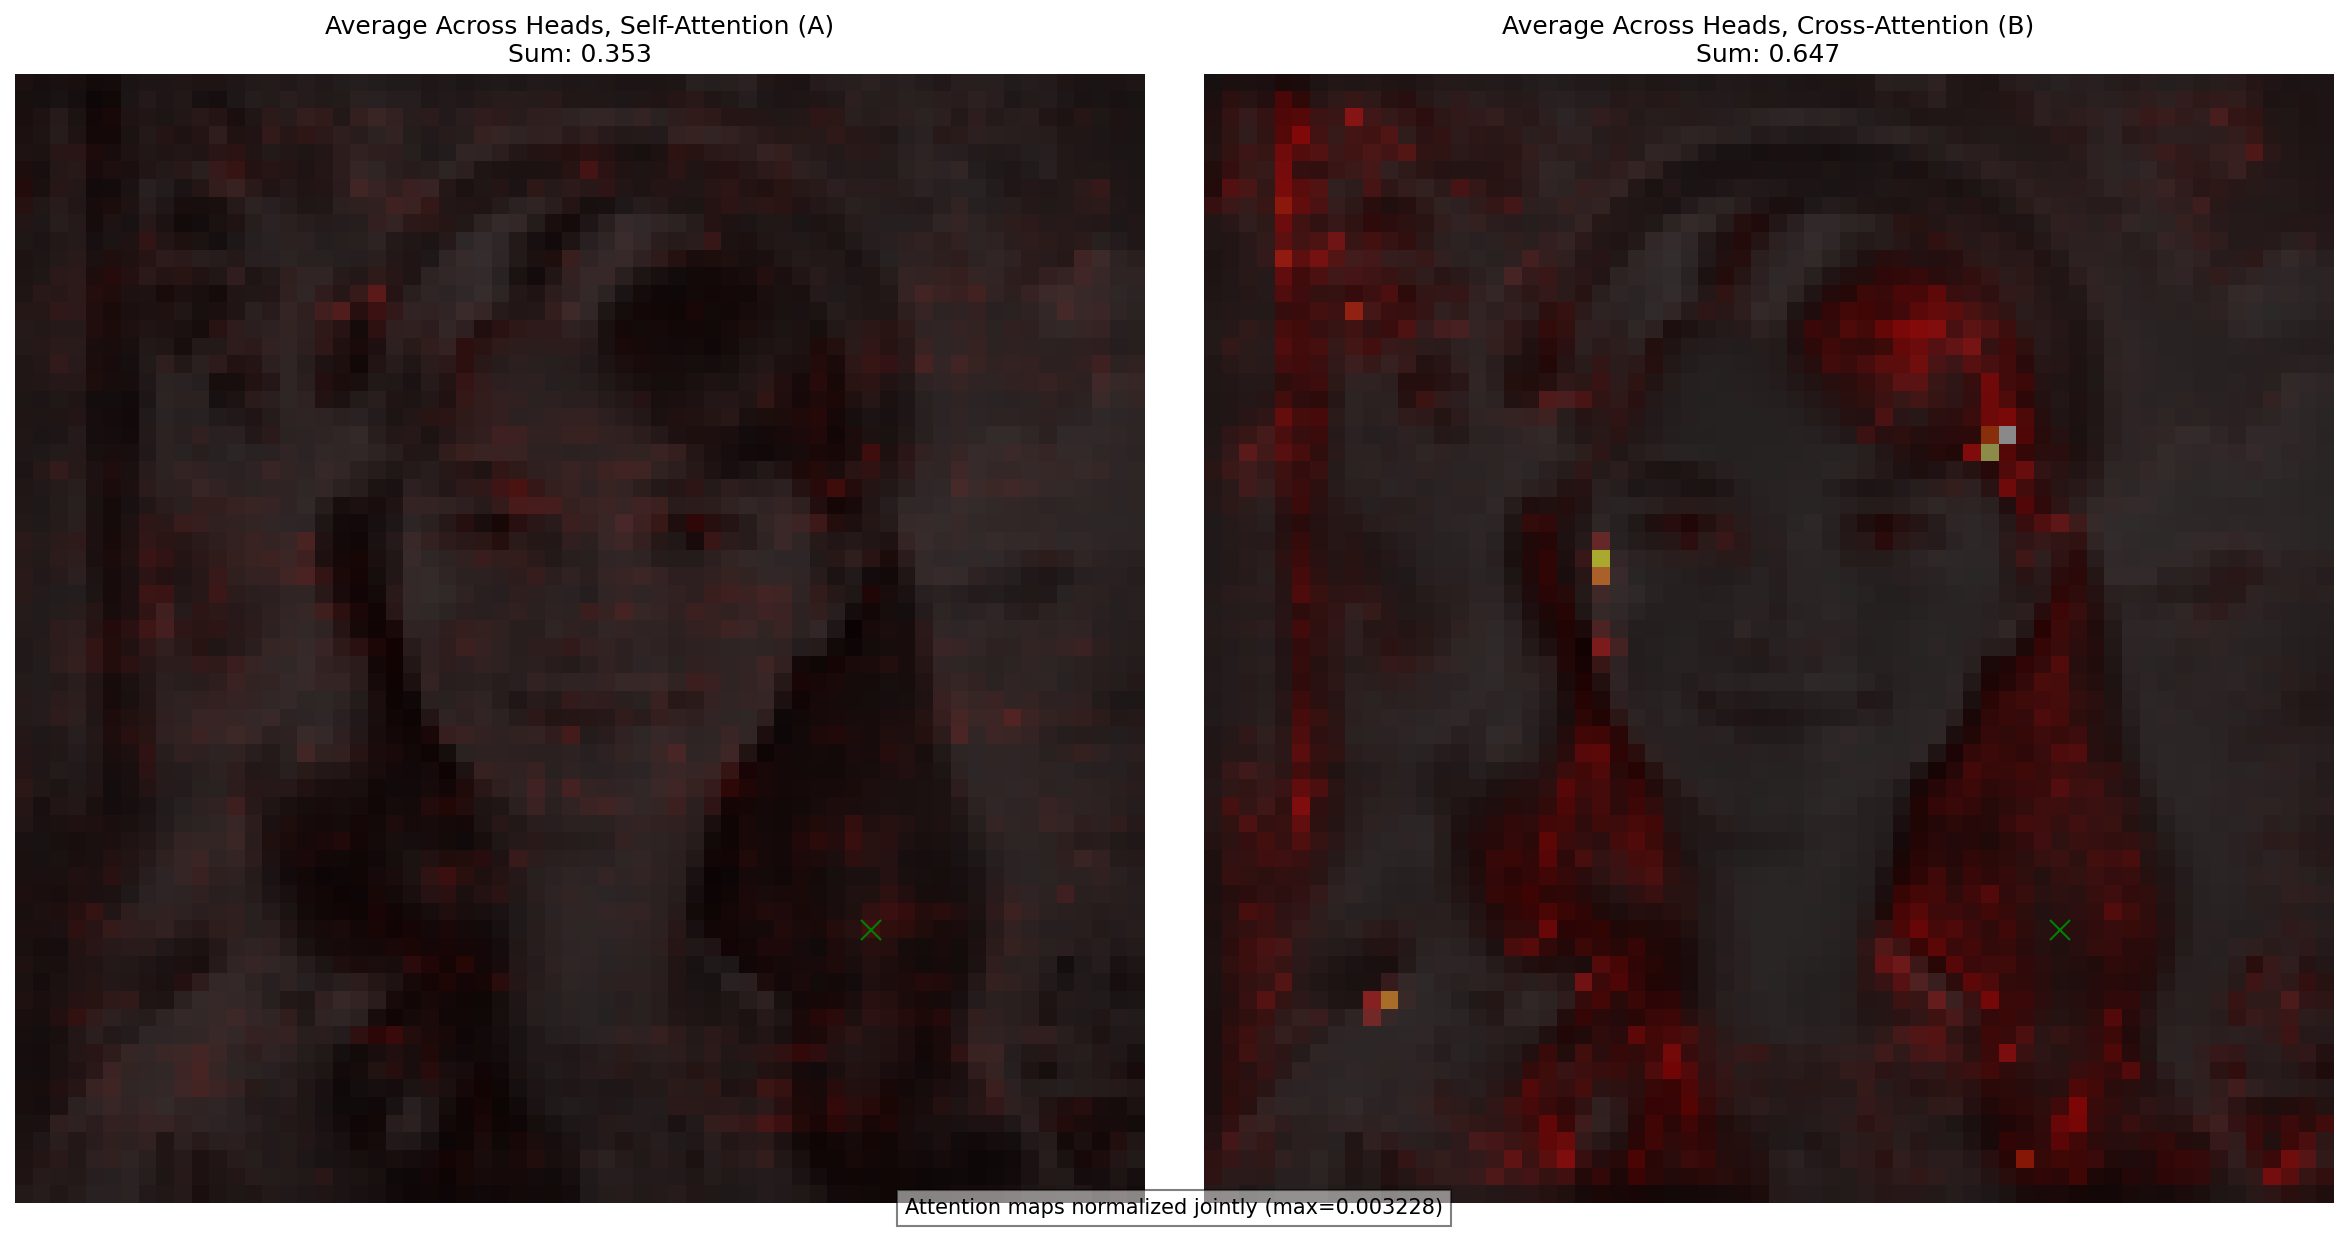 Average Across Heads, Self-Attention (A)
Sum: 0.353
Average Across Heads, Cross-Attention (B)
Sum: 0.647
Attention maps normalized jointly (max=0.003228)